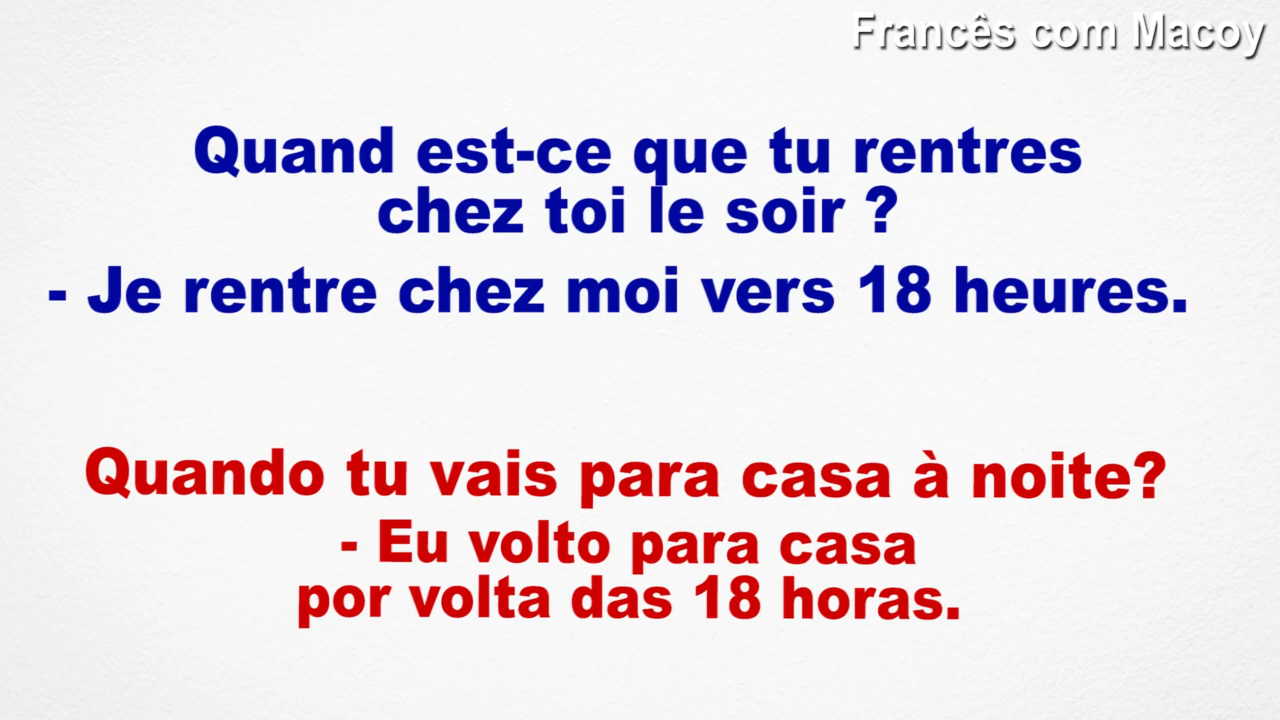 Francês com Macoy
Quand est-ce que tu rentres
chez toi le soir ?
- Je rentre chez moi vers 18 heures.
Quando tu vais para casa à noite?
- Eu volto para casa
por volta das 18 horas.